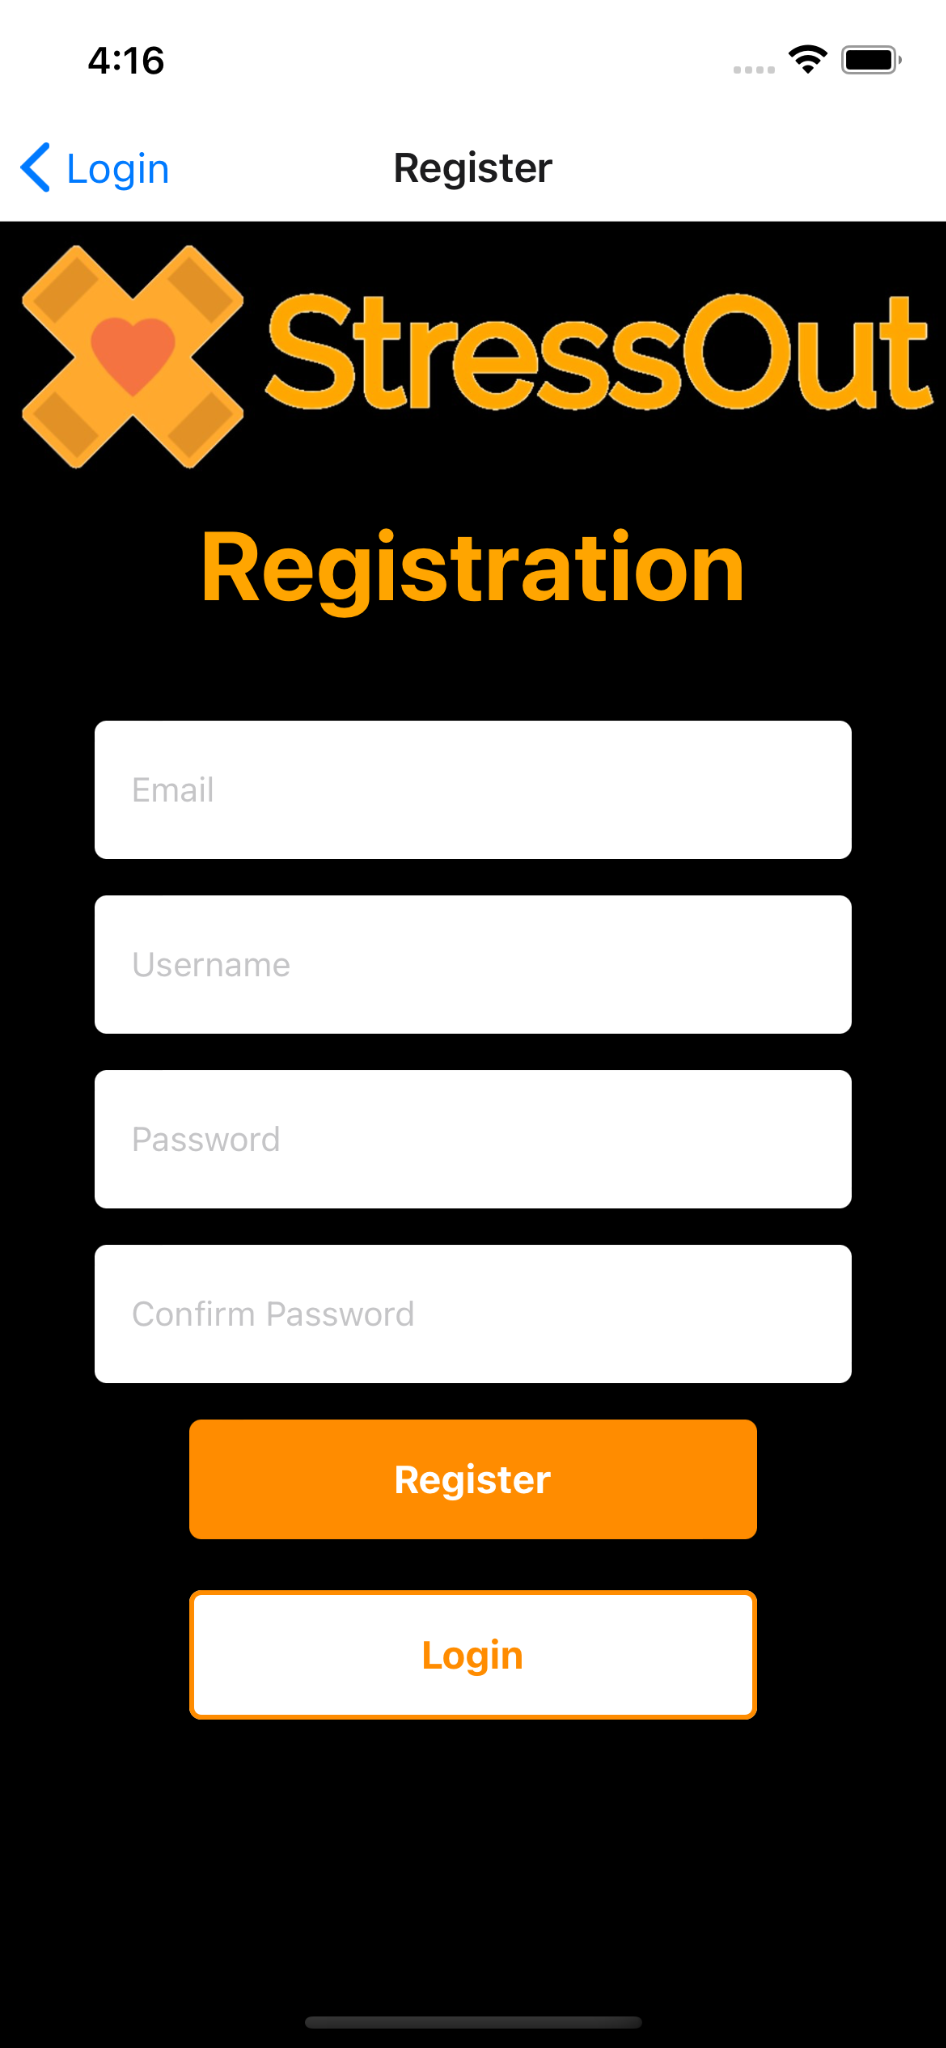 4:16
Login Register
StressOut
Registration
Email
Username
Password
Confirm Password
Register
Login